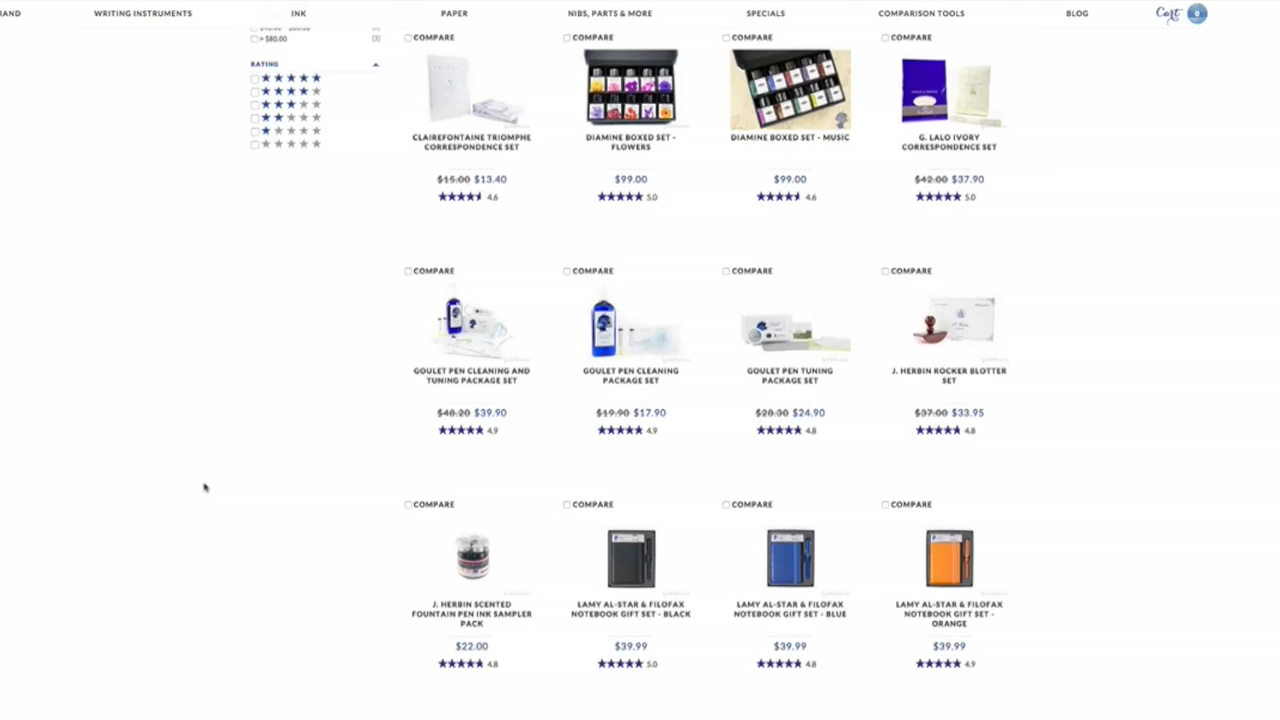 RAND
WRITING INSTRUMENTS
INK
PAPER
NIBS, PARTS & MORE
SPECIALS
COMPARISON TOOLS
BLOG
Cart 0
> $80.00 (3)
RATING
COMPARE
COMPARE
COMPARE
COMPARE
CLAIREFONTAINE TRIOMPHE
CORRESPONDENCE SET
$15.00 $13.40
4.6
DIAMINE BOXED SET -
FLOWERS
$99.00
5.0
DIAMINE BOXED SET - MUSIC
$99.00
4.6
G. LALO IVORY
CORRESPONDENCE SET
$42.00 $37.90
5.0
COMPARE
COMPARE
COMPARE
COMPARE
GOULET PEN CLEANING AND
TUNING PACKAGE SET
$48.20 $39.90
4.9
GOULET PEN CLEANING
PACKAGE SET
$19.90 $17.90
4.9
GOULET PEN TUNING
PACKAGE SET
$28.30 $24.90
4.8
J. HERBIN ROCKER BLOTTER
SET
$37.00 $33.95
4.8
COMPARE
COMPARE
COMPARE
COMPARE
J. HERBIN SCENTED
FOUNTAIN PEN INK SAMPLER
PACK
$22.00
4.8
LAMY AL-STAR & FILOFAX
NOTEBOOK GIFT SET - BLACK
$39.99
5.0
LAMY AL-STAR & FILOFAX
NOTEBOOK GIFT SET - BLUE
$39.99
4.8
LAMY AL-STAR & FILOFAX
NOTEBOOK GIFT SET -
ORANGE
$39.99
4.9